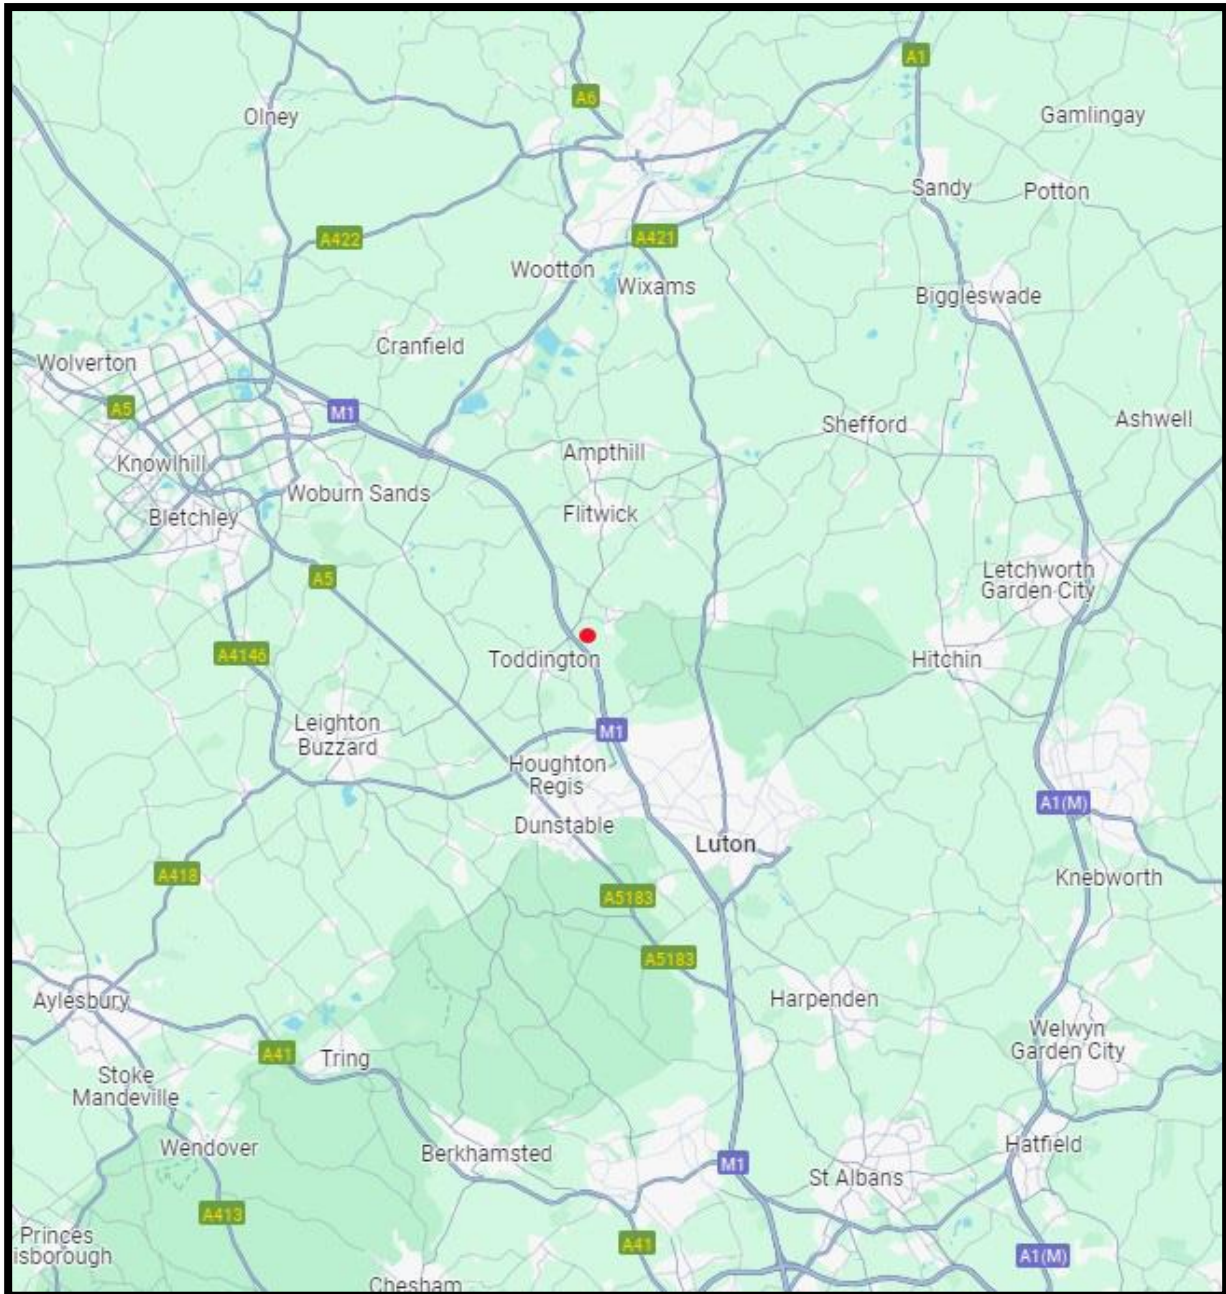 A1
A6
Olney
Gamlingay
Sandy
Potton
A422
A421
Wootton
Wixams
Biggleswade
Cranfield
Wolverton
A5
M1
Ashwell
Shefford
Ampthill
Knowlhill
Woburn Sands
Bletchley
Flitwick
A5
Letchworth
Garden City
A4146
Toddington
Hitchin
Leighton
Buzzard
M1
Houghton
Regis
A1(M)
Dunstable
Luton
A418
Knebworth
A5183
A5183
Aylesbury
Harpenden
Welwyn
Garden City
A41
Tring
Stoke
Mandeville
Wendover
Berkhamsted
M1
Hatfield
St Albans
A413
Princes
isborough
A41
A1(M)
Chesham